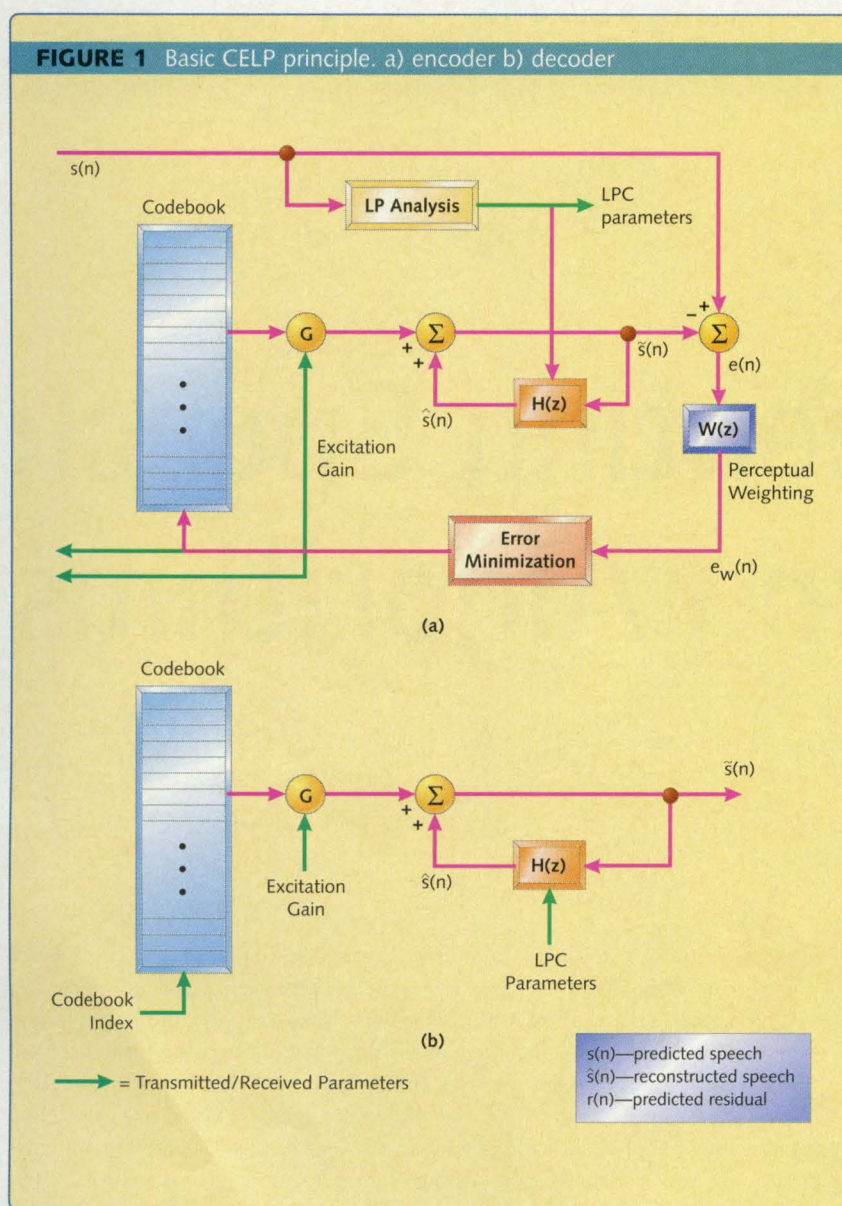 FIGURE 1 Basic CELP principle. a) encoder b) decoder
s(n)
Codebook
LP Analysis
LPC
parameters
G
+
+
Σ
s̃(n)
- +
Σ
e(n)
ŝ(n)
H(z)
W(z)
Excitation
Gain
Perceptual
Weighting
Error
Minimization
eW(n)
(a)
Codebook
G
+
+
Σ
s̃(n)
Excitation
Gain
ŝ(n)
H(z)
LPC
Parameters
Codebook
Index
(b)
= Transmitted/Received Parameters
s(n)—predicted speech
ŝ(n)—reconstructed speech
r(n)—predicted residual